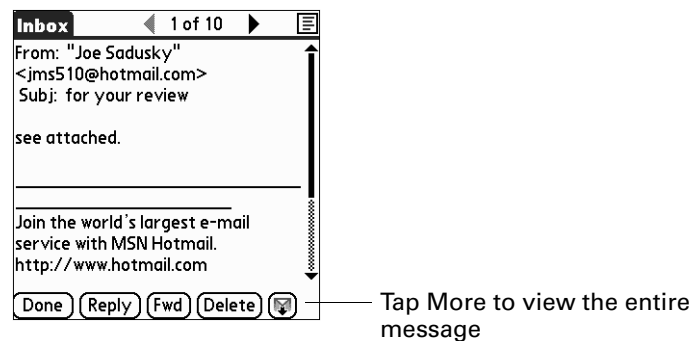 Inbox 1 of 10
From: "Joe Sadusky"
<jms510@hotmail.com>
Subj: for your review
see attached.
Join the world's largest e-mail
service with MSN Hotmail.
http://www.hotmail.com
Done Reply Fwd Delete
Tap More to view the entire
message